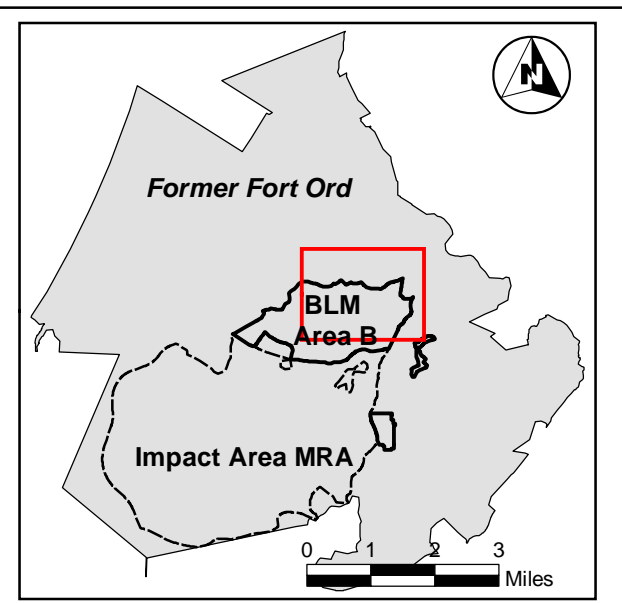 N
Former Fort Ord
BLM
Area B
Impact Area MRA
0 1 2 3
Miles